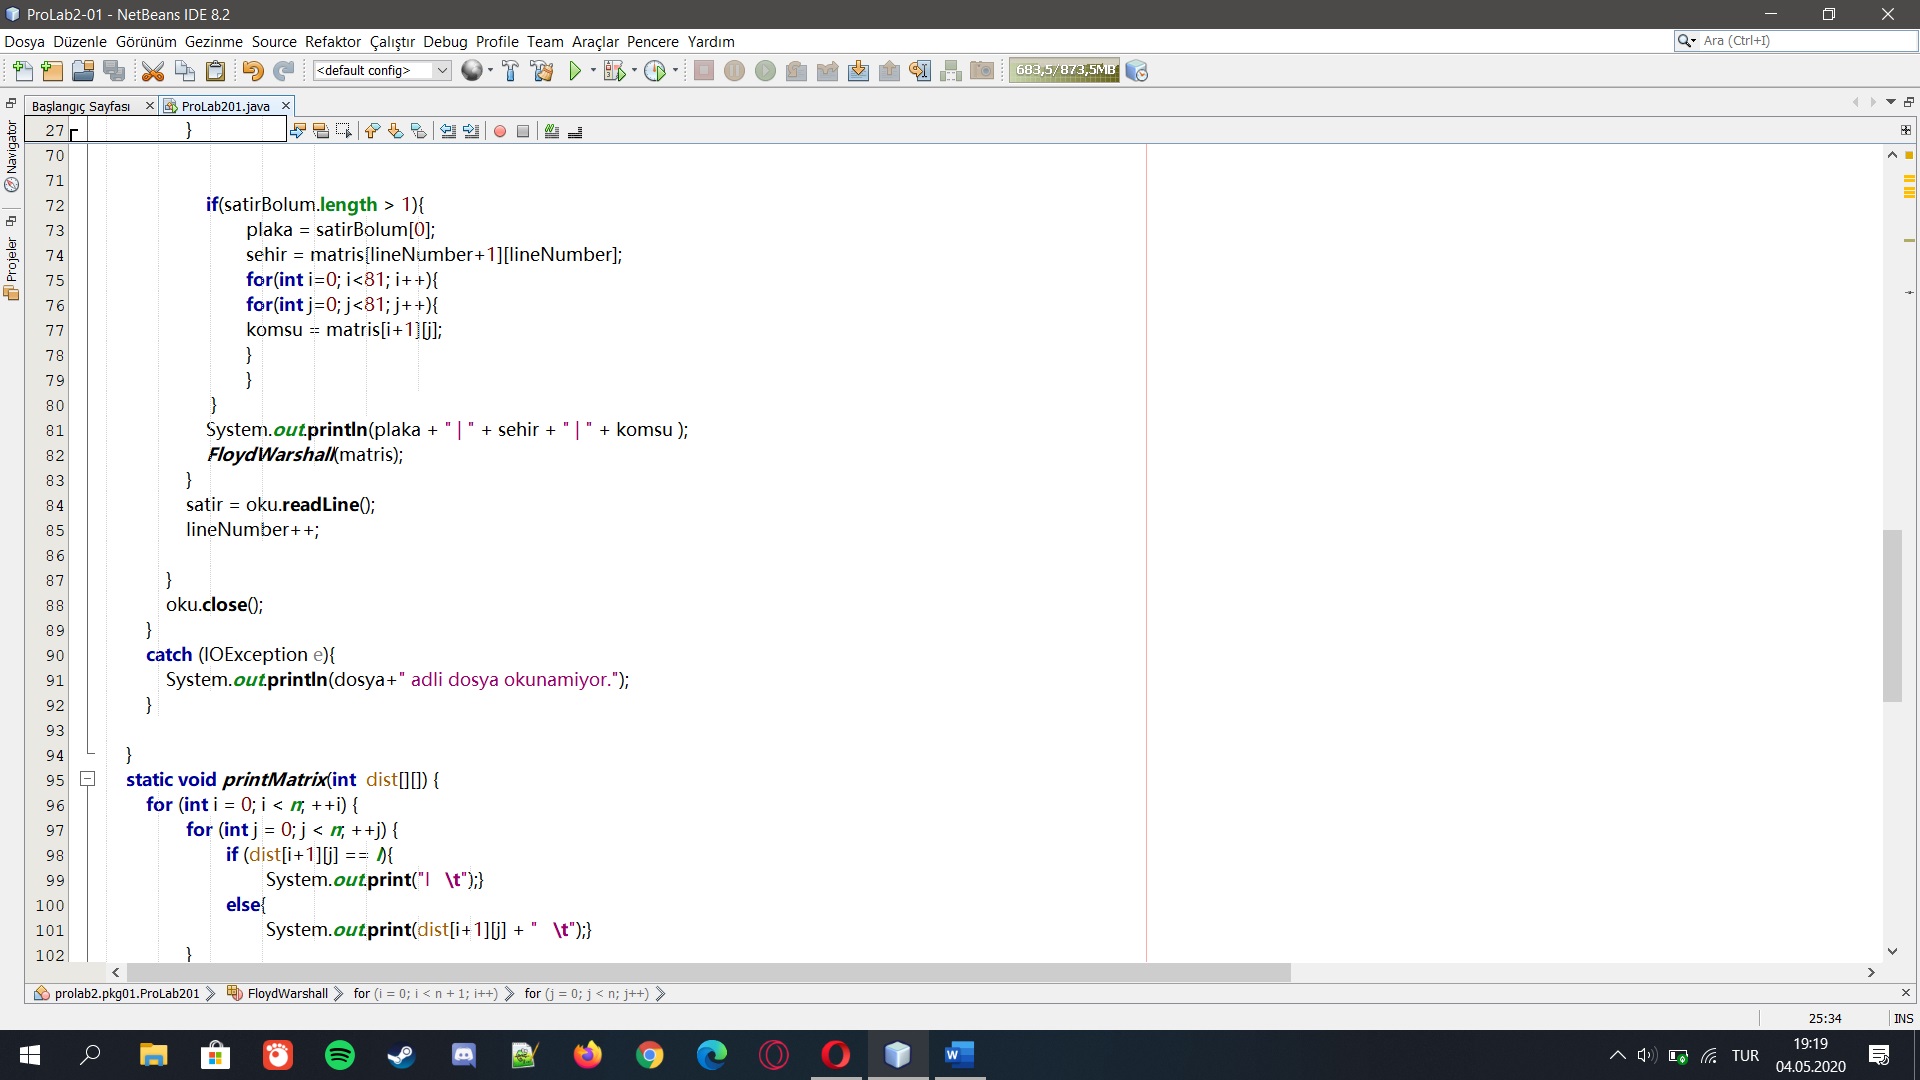 ProLab2-01 - NetBeans IDE 8.2
Dosya Düzenle Görünüm Gezinme Source Refaktor Çalıştır Debug Profile Team Araçlar Pencere Yardım
Ara (Ctrl+I)
<default config>
683,5/873,5MB
Başlangıç Sayfası
ProLab201.java
Navigator
Projeler
27 }
70
71
72 if(satirBolum.length > 1){
73 plaka = satirBolum[0];
74 sehir = matris[lineNumber+1][lineNumber];
75 for(int i=0; i<81; i++){
76 for(int j=0; j<81; j++){
77 komsu = matris[i+1][j];
78 }
79 }
80 }
81 System.out.println(plaka + " | " + sehir + " | " + komsu );
82 FloydWarshall(matris);
83 }
84 satir = oku.readLine();
85 lineNumber++;
86
87 }
88 oku.close();
89 }
90 catch (IOException e){
91 System.out.println(dosya+" adli dosya okunamiyor.");
92 }
93
94 }
95 static void printMatrix(int dist[][]) {
96 for (int i = 0; i < n; ++i) {
97 for (int j = 0; j < n; ++j) {
98 if (dist[i+1][j] == I){
99 System.out.print("I \t");}
100 else{
101 System.out.print(dist[i+1][j] + " \t");}
102 }
prolab2.pkg01.ProLab201 FloydWarshall for (i = 0; i < n + 1; i++) for (j = 0; j < n; j++)
25:34 INS
TUR
19:19
04.05.2020